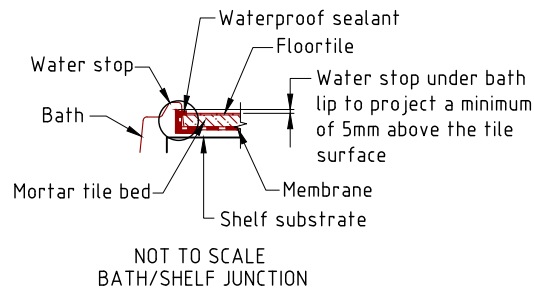 Waterproof sealant
Floortile
Water stop
Water stop under bath
lip to project a minimum
of 5mm above the tile
surface
Bath
Mortar tile bed
Membrane
Shelf substrate
NOT TO SCALE
BATH/SHELF JUNCTION